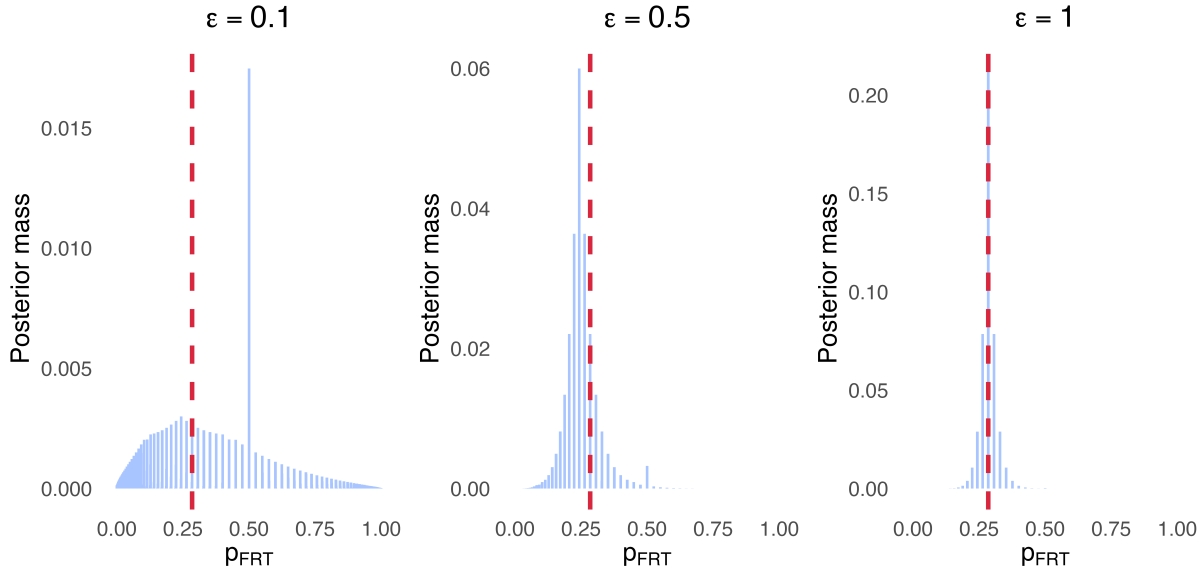 ε = 0.1
Posterior mass
0.015
0.010
0.005
0.000
0.00 0.25 0.50 0.75 1.00
pFRT
ε = 0.5
Posterior mass
0.06
0.04
0.02
0.00
0.00 0.25 0.50 0.75 1.00
pFRT
ε = 1
Posterior mass
0.20
0.15
0.10
0.05
0.00
0.00 0.25 0.50 0.75 1.00
pFRT